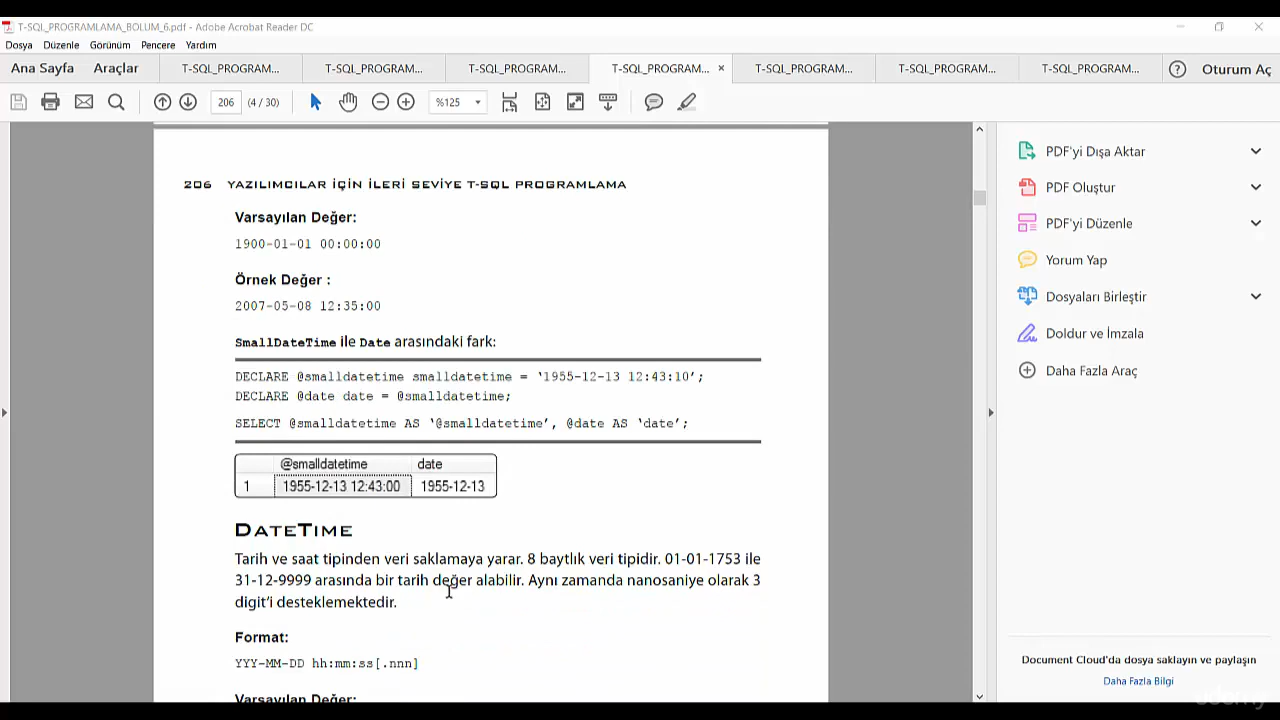 T-SQL_PROGRAMLAMA_BOLUM_6.pdf - Adobe Acrobat Reader DC
Dosya Düzenle Görünüm Pencere Yardım
Ana Sayfa Araçlar T-SQL_PROGRAM... T-SQL_PROGRAM... T-SQL_PROGRAM... T-SQL_PROGRAM... × T-SQL_PROGRAM... T-SQL_PROGRAM... T-SQL_PROGRAM... Oturum Aç
206 (4 / 30) %125
206 YAZILIMCILAR İÇİN İLERİ SEVİYE T-SQL PROGRAMLAMA
Varsayılan Değer:
1900-01-01 00:00:00
Örnek Değer :
2007-05-08 12:35:00
SmallDateTime ile Date arasındaki fark:
DECLARE @smalldatetime smalldatetime = ‘1955-12-13 12:43:10’;
DECLARE @date date = @smalldatetime;
SELECT @smalldatetime AS ‘@smalldatetime’, @date AS ‘date’;
@smalldatetime date
1 1955-12-13 12:43:00 1955-12-13
DATETIME
Tarih ve saat tipinden veri saklamaya yarar. 8 baytlık veri tipidir. 01-01-1753 ile
31-12-9999 arasında bir tarih değer alabilir. Aynı zamanda nanosaniye olarak 3
digit’i desteklemektedir.
Format:
YYY-MM-DD hh:mm:ss[.nnn]
Varsayılan Değer:
PDF'yi Dışa Aktar
PDF Oluştur
PDF'yi Düzenle
Yorum Yap
Dosyaları Birleştir
Doldur ve İmzala
Daha Fazla Araç
Document Cloud'da dosya saklayın ve paylaşın
Daha Fazla Bilgi
udemy